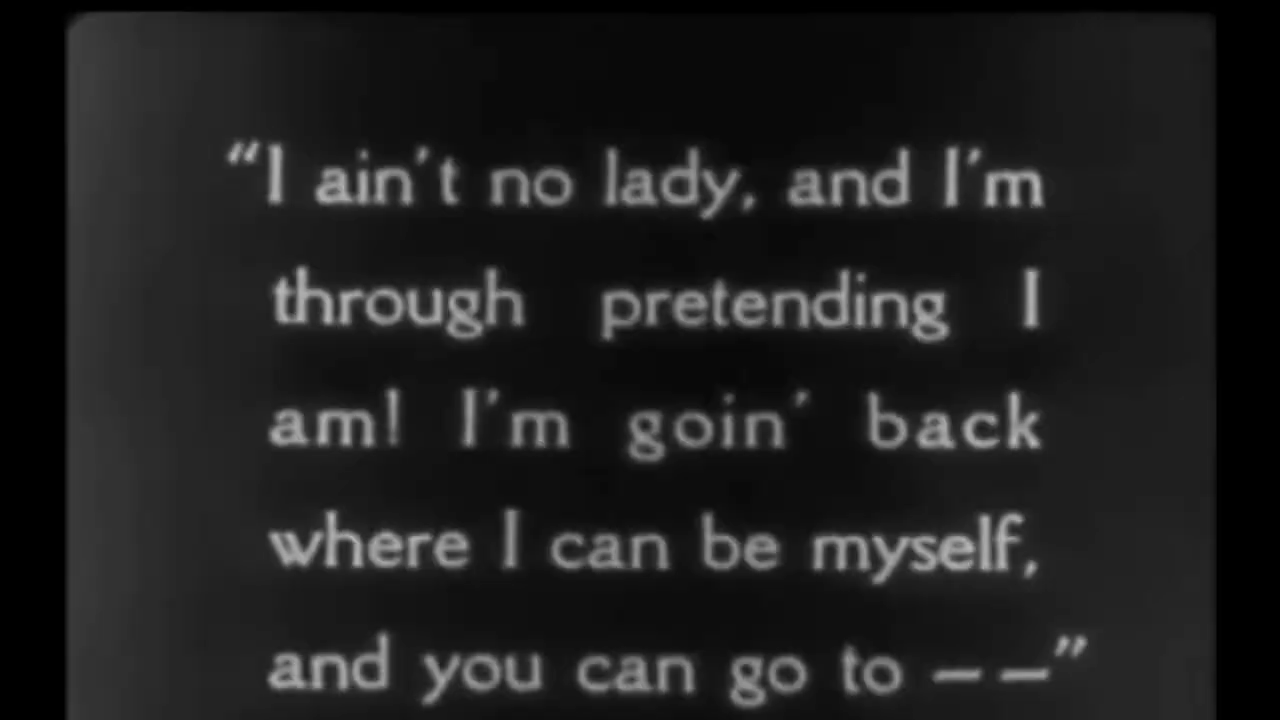 “I ain’t no lady, and I’m
through pretending I
am! I’m goin’ back
where I can be myself,
and you can go to — —”